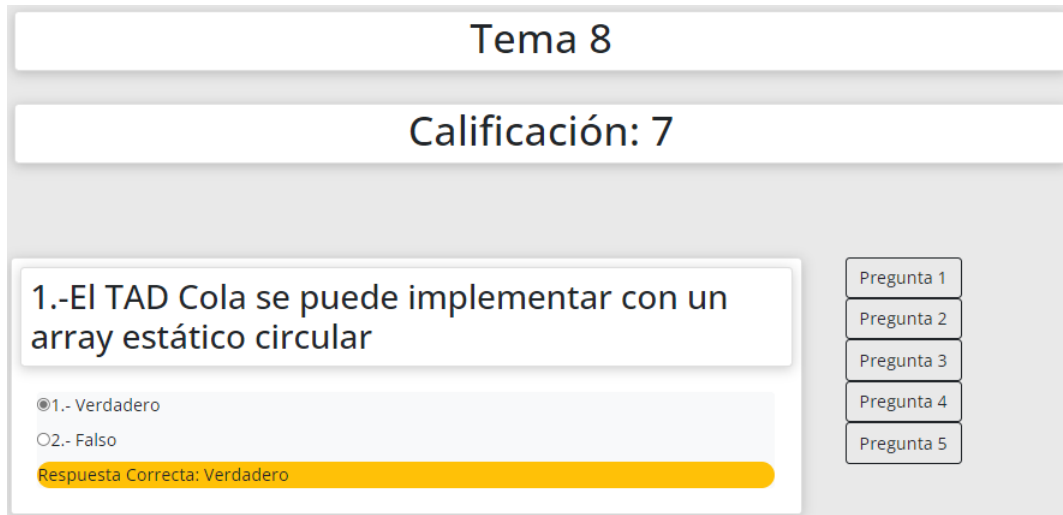 Tema 8
Calificación: 7
1.-El TAD Cola se puede implementar con un
array estático circular
1.- Verdadero
2.- Falso
Respuesta Correcta: Verdadero
Pregunta 1
Pregunta 2
Pregunta 3
Pregunta 4
Pregunta 5